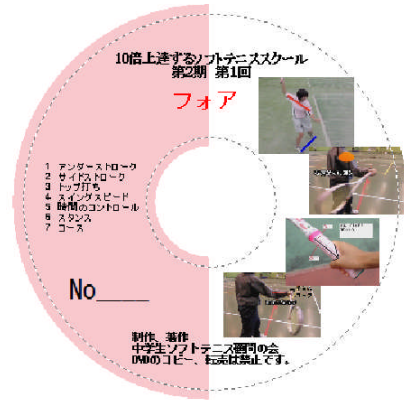 10倍上達するソフトテニススクール
第2期 第1回
フォア
1 アンダーストローク
2 サイドストローク
3 トップ打ち
4 スイングスピード
5 時間のコントロール
6 スタンス
7 コース
No____
制作、著作
中学生ソフトテニス顧問の会
DVDのコピー、転売は禁止です。